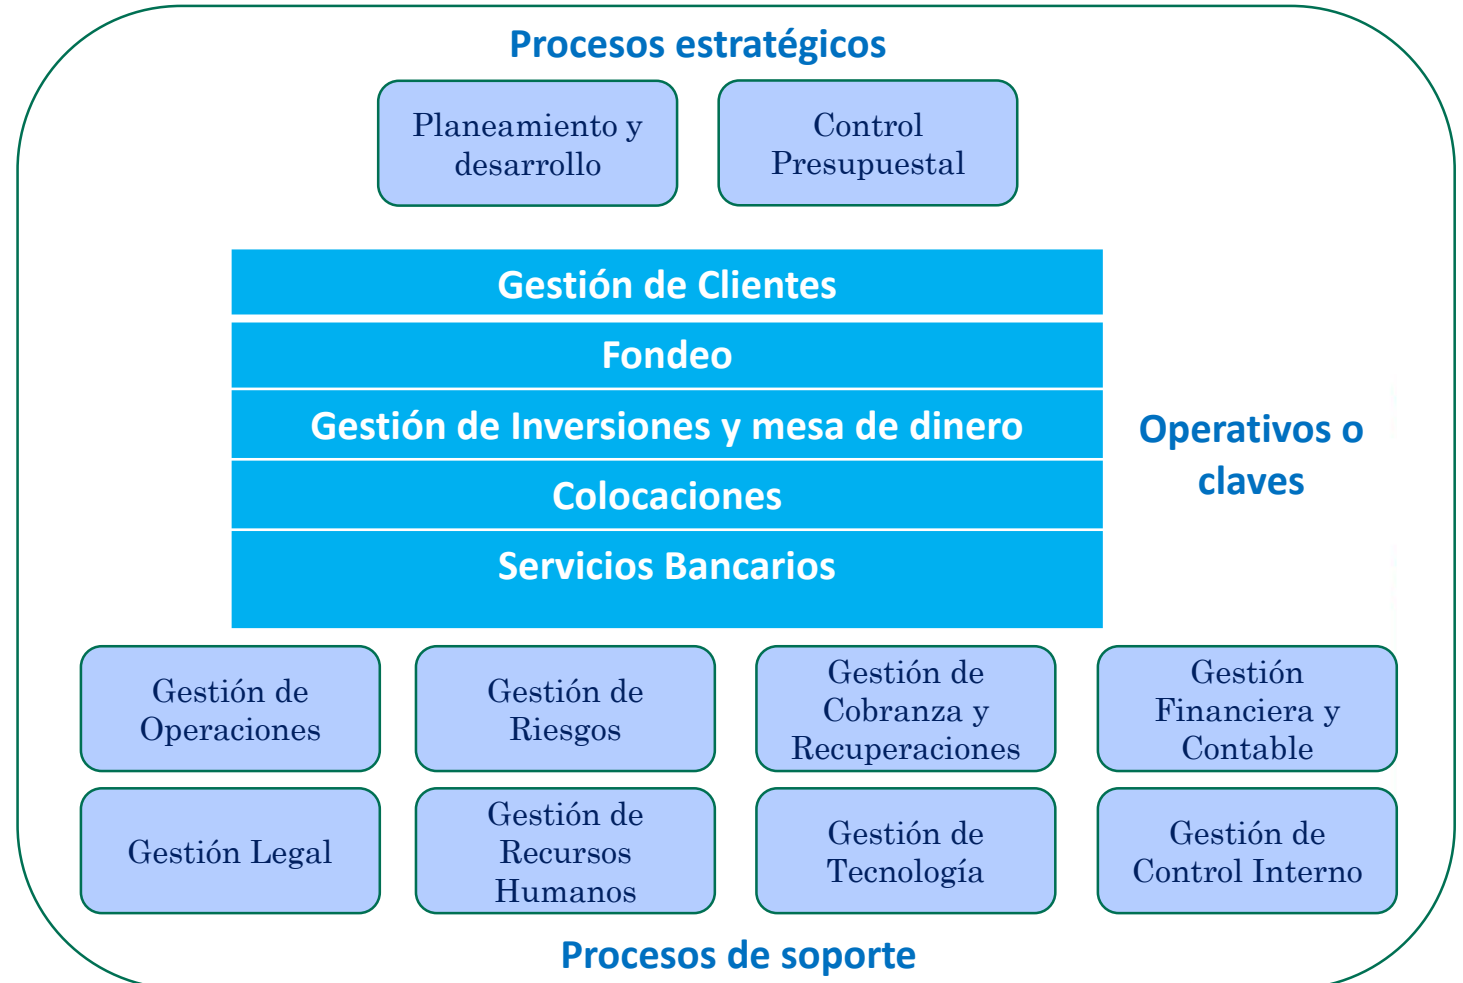 Procesos estratégicos
Planeamiento y
desarrollo
Control
Presupuestal
Gestión de Clientes
Fondeo
Gestión de Inversiones y mesa de dinero
Colocaciones
Servicios Bancarios
Operativos o
claves
Gestión de
Operaciones
Gestión de
Riesgos
Gestión de
Cobranza y
Recuperaciones
Gestión
Financiera y
Contable
Gestión Legal
Gestión de
Recursos
Humanos
Gestión de
Tecnología
Gestión de
Control Interno
Procesos de soporte